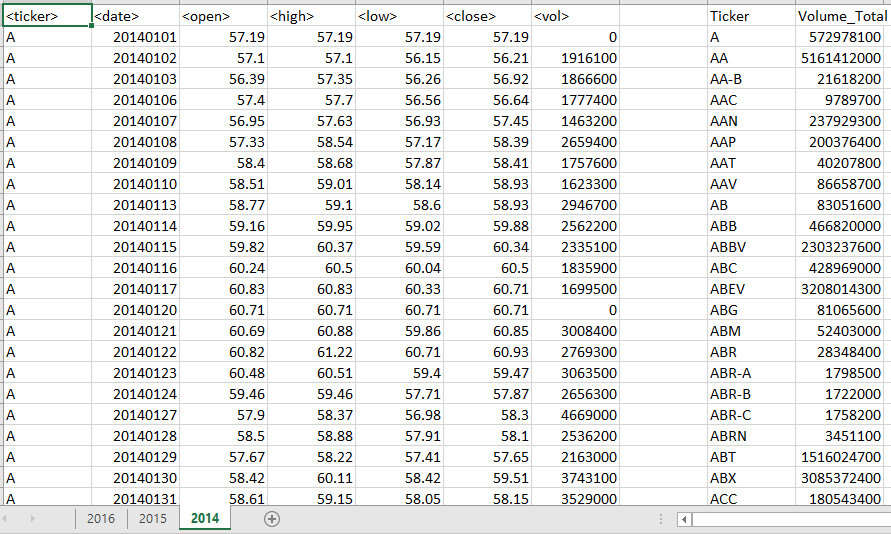 <ticker> <date> <open> <high> <low> <close> <vol> Ticker Volume_Total
A 20140101 57.19 57.19 57.19 57.19 0 A 572978100
A 20140102 57.1 57.1 56.15 56.21 1916100 AA 5161412000
A 20140103 56.39 57.35 56.26 56.92 1866600 AA-B 21618200
A 20140106 57.4 57.7 56.56 56.64 1777400 AAC 9789700
A 20140107 56.95 57.63 56.93 57.45 1463200 AAN 237929300
A 20140108 57.33 58.54 57.17 58.39 2659400 AAP 200376400
A 20140109 58.4 58.68 57.87 58.41 1757600 AAT 40207800
A 20140110 58.51 59.01 58.14 58.93 1623300 AAV 86658700
A 20140113 58.77 59.1 58.6 58.93 2946700 AB 83051600
A 20140114 59.16 59.95 59.02 59.88 2562200 ABB 466820000
A 20140115 59.82 60.37 59.59 60.34 2335100 ABBV 2303237600
A 20140116 60.24 60.5 60.04 60.5 1835900 ABC 428969000
A 20140117 60.83 60.83 60.33 60.71 1699500 ABEV 3208014300
A 20140120 60.71 60.71 60.71 60.71 0 ABG 81065600
A 20140121 60.69 60.88 59.86 60.85 3008400 ABM 52403000
A 20140122 60.82 61.22 60.71 60.93 2769300 ABR 28348400
A 20140123 60.48 60.51 59.4 59.47 3063500 ABR-A 1798500
A 20140124 59.46 59.46 57.71 57.87 2656300 ABR-B 1722000
A 20140127 57.9 58.37 56.98 58.3 4669000 ABR-C 1758200
A 20140128 58.5 58.88 57.91 58.1 2536200 ABRN 3451100
A 20140129 57.67 58.22 57.41 57.65 2163000 ABT 1516024700
A 20140130 58.42 60.11 58.42 59.51 3743100 ABX 3085372400
A 20140131 58.61 59.15 58.05 58.15 3529000 ACC 180543400
2016 2015 2014